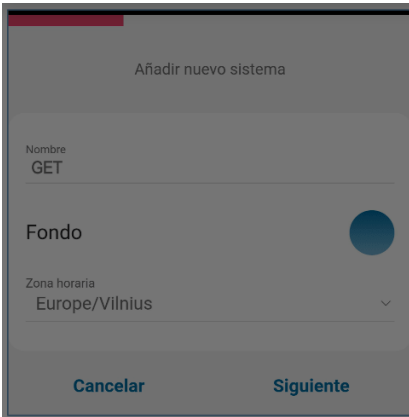 Añadir nuevo sistema
Nombre
GET
Fondo
Zona horaria
Europe/Vilnius
Cancelar Siguiente